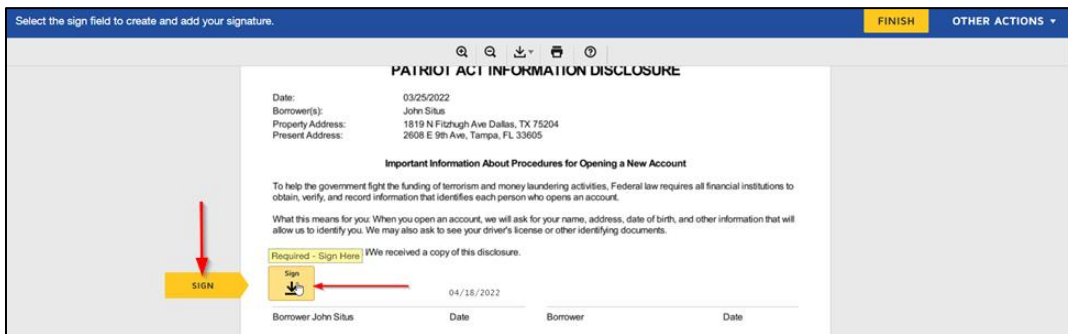 Select the sign field to create and add your signature.
FINISH
OTHER ACTIONS
PATRIOT ACT INFORMATION DISCLOSURE
Date: 03/25/2022
Borrower(s): John Situs
Property Address: 1819 N Fitzhugh Ave Dallas, TX 75204
Present Address: 2608 E 9th Ave, Tampa, FL 33605
Important Information About Procedures for Opening a New Account
To help the government fight the funding of terrorism and money laundering activities, Federal law requires all financial institutions to
obtain, verify, and record information that identifies each person who opens an account.
What this means for you: When you open an account, we will ask for your name, address, date of birth, and other information that will
allow us to identify you. We may also ask to see your driver's license or other identifying documents.
Required - Sign Here I/We received a copy of this disclosure.
SIGN
Sign
04/18/2022
Borrower John Situs Date Borrower Date